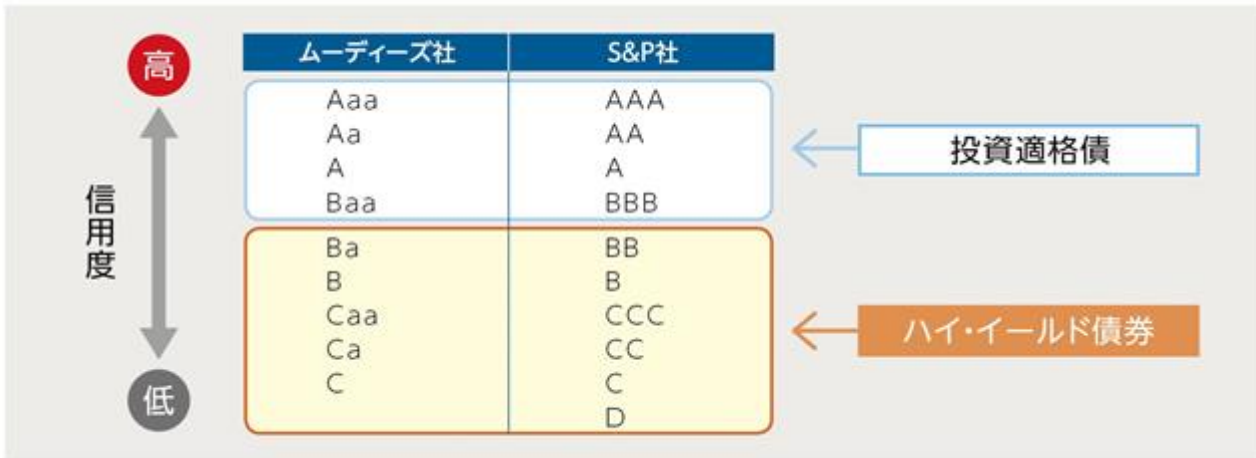 高
信用度
低
ムーディーズ社 S&P社
Aaa AAA
Aa AA
A A
Baa BBB
Ba BB
B B
Caa CCC
Ca CC
C C
D
投資適格債
ハイ・イールド債券